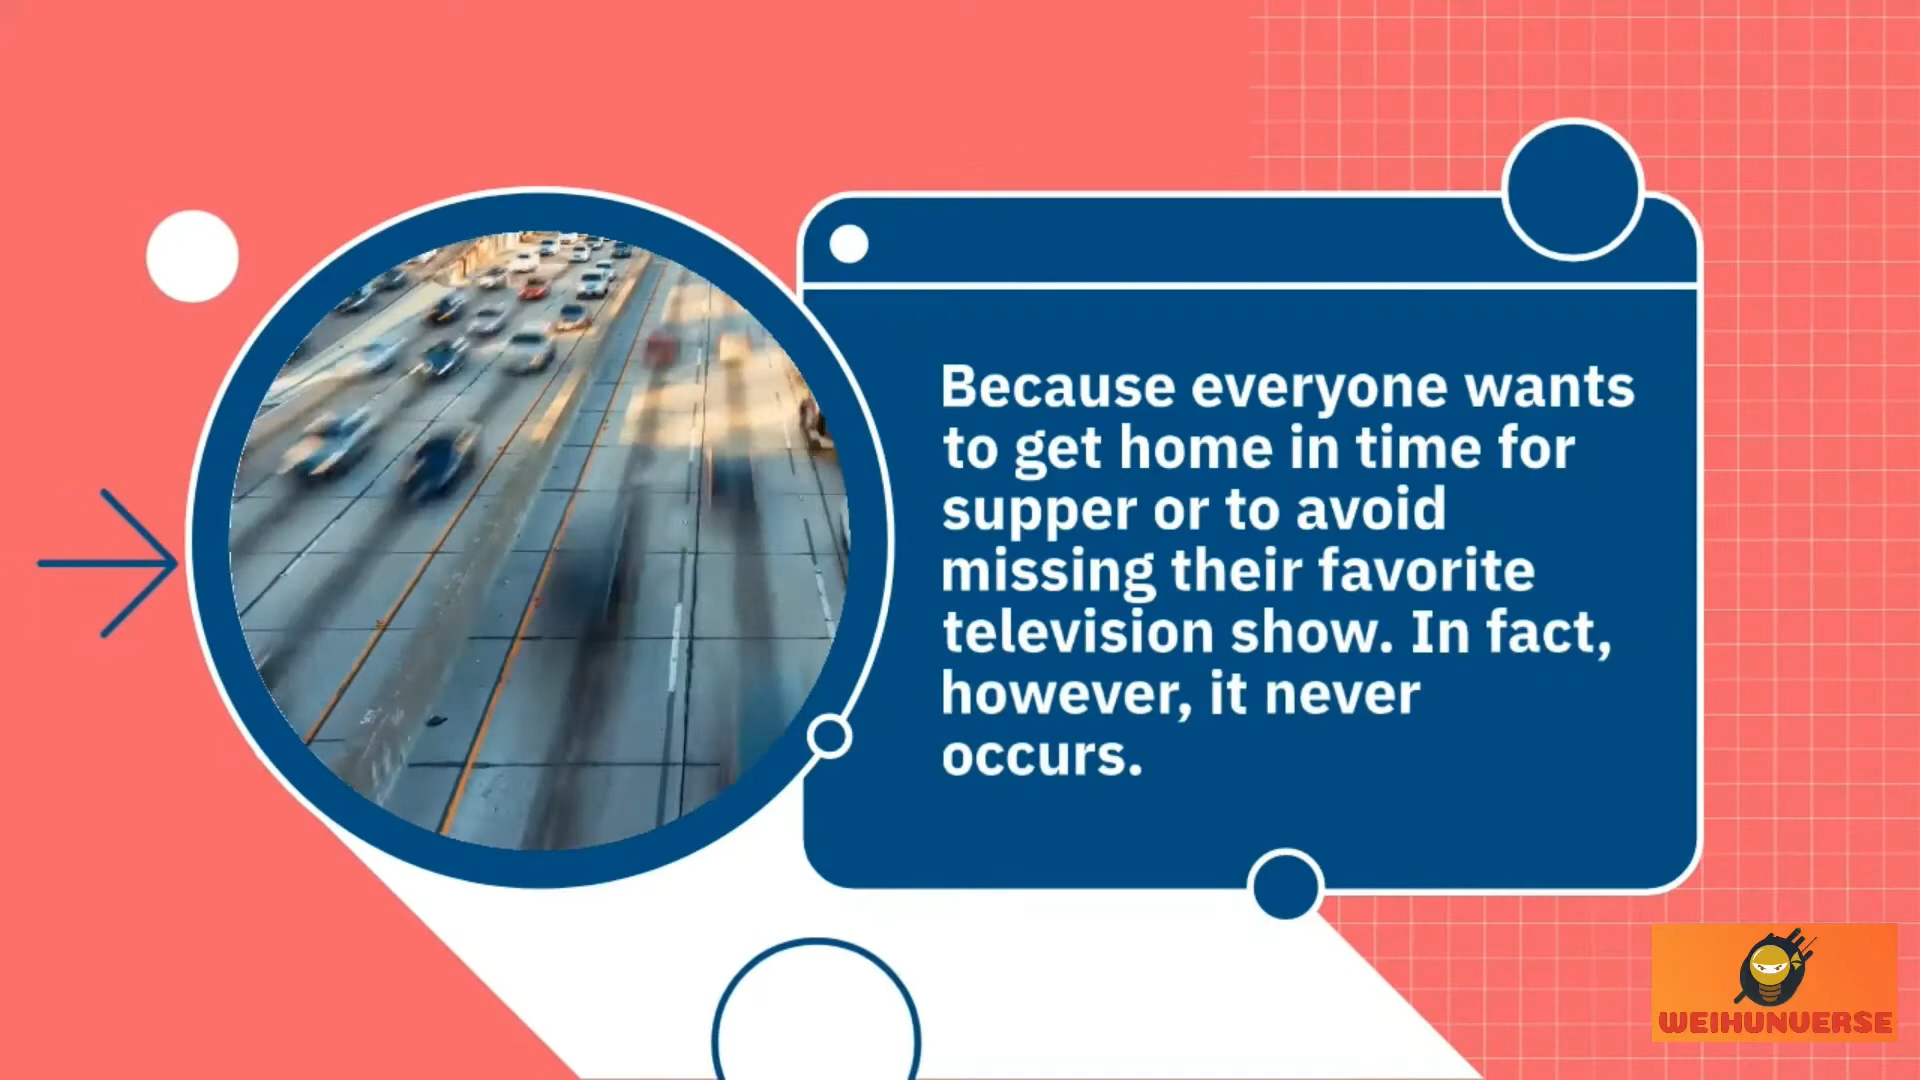 Because everyone wants
to get home in time for
supper or to avoid
missing their favorite
television show. In fact,
however, it never
occurs.
WEIHUNUERSE